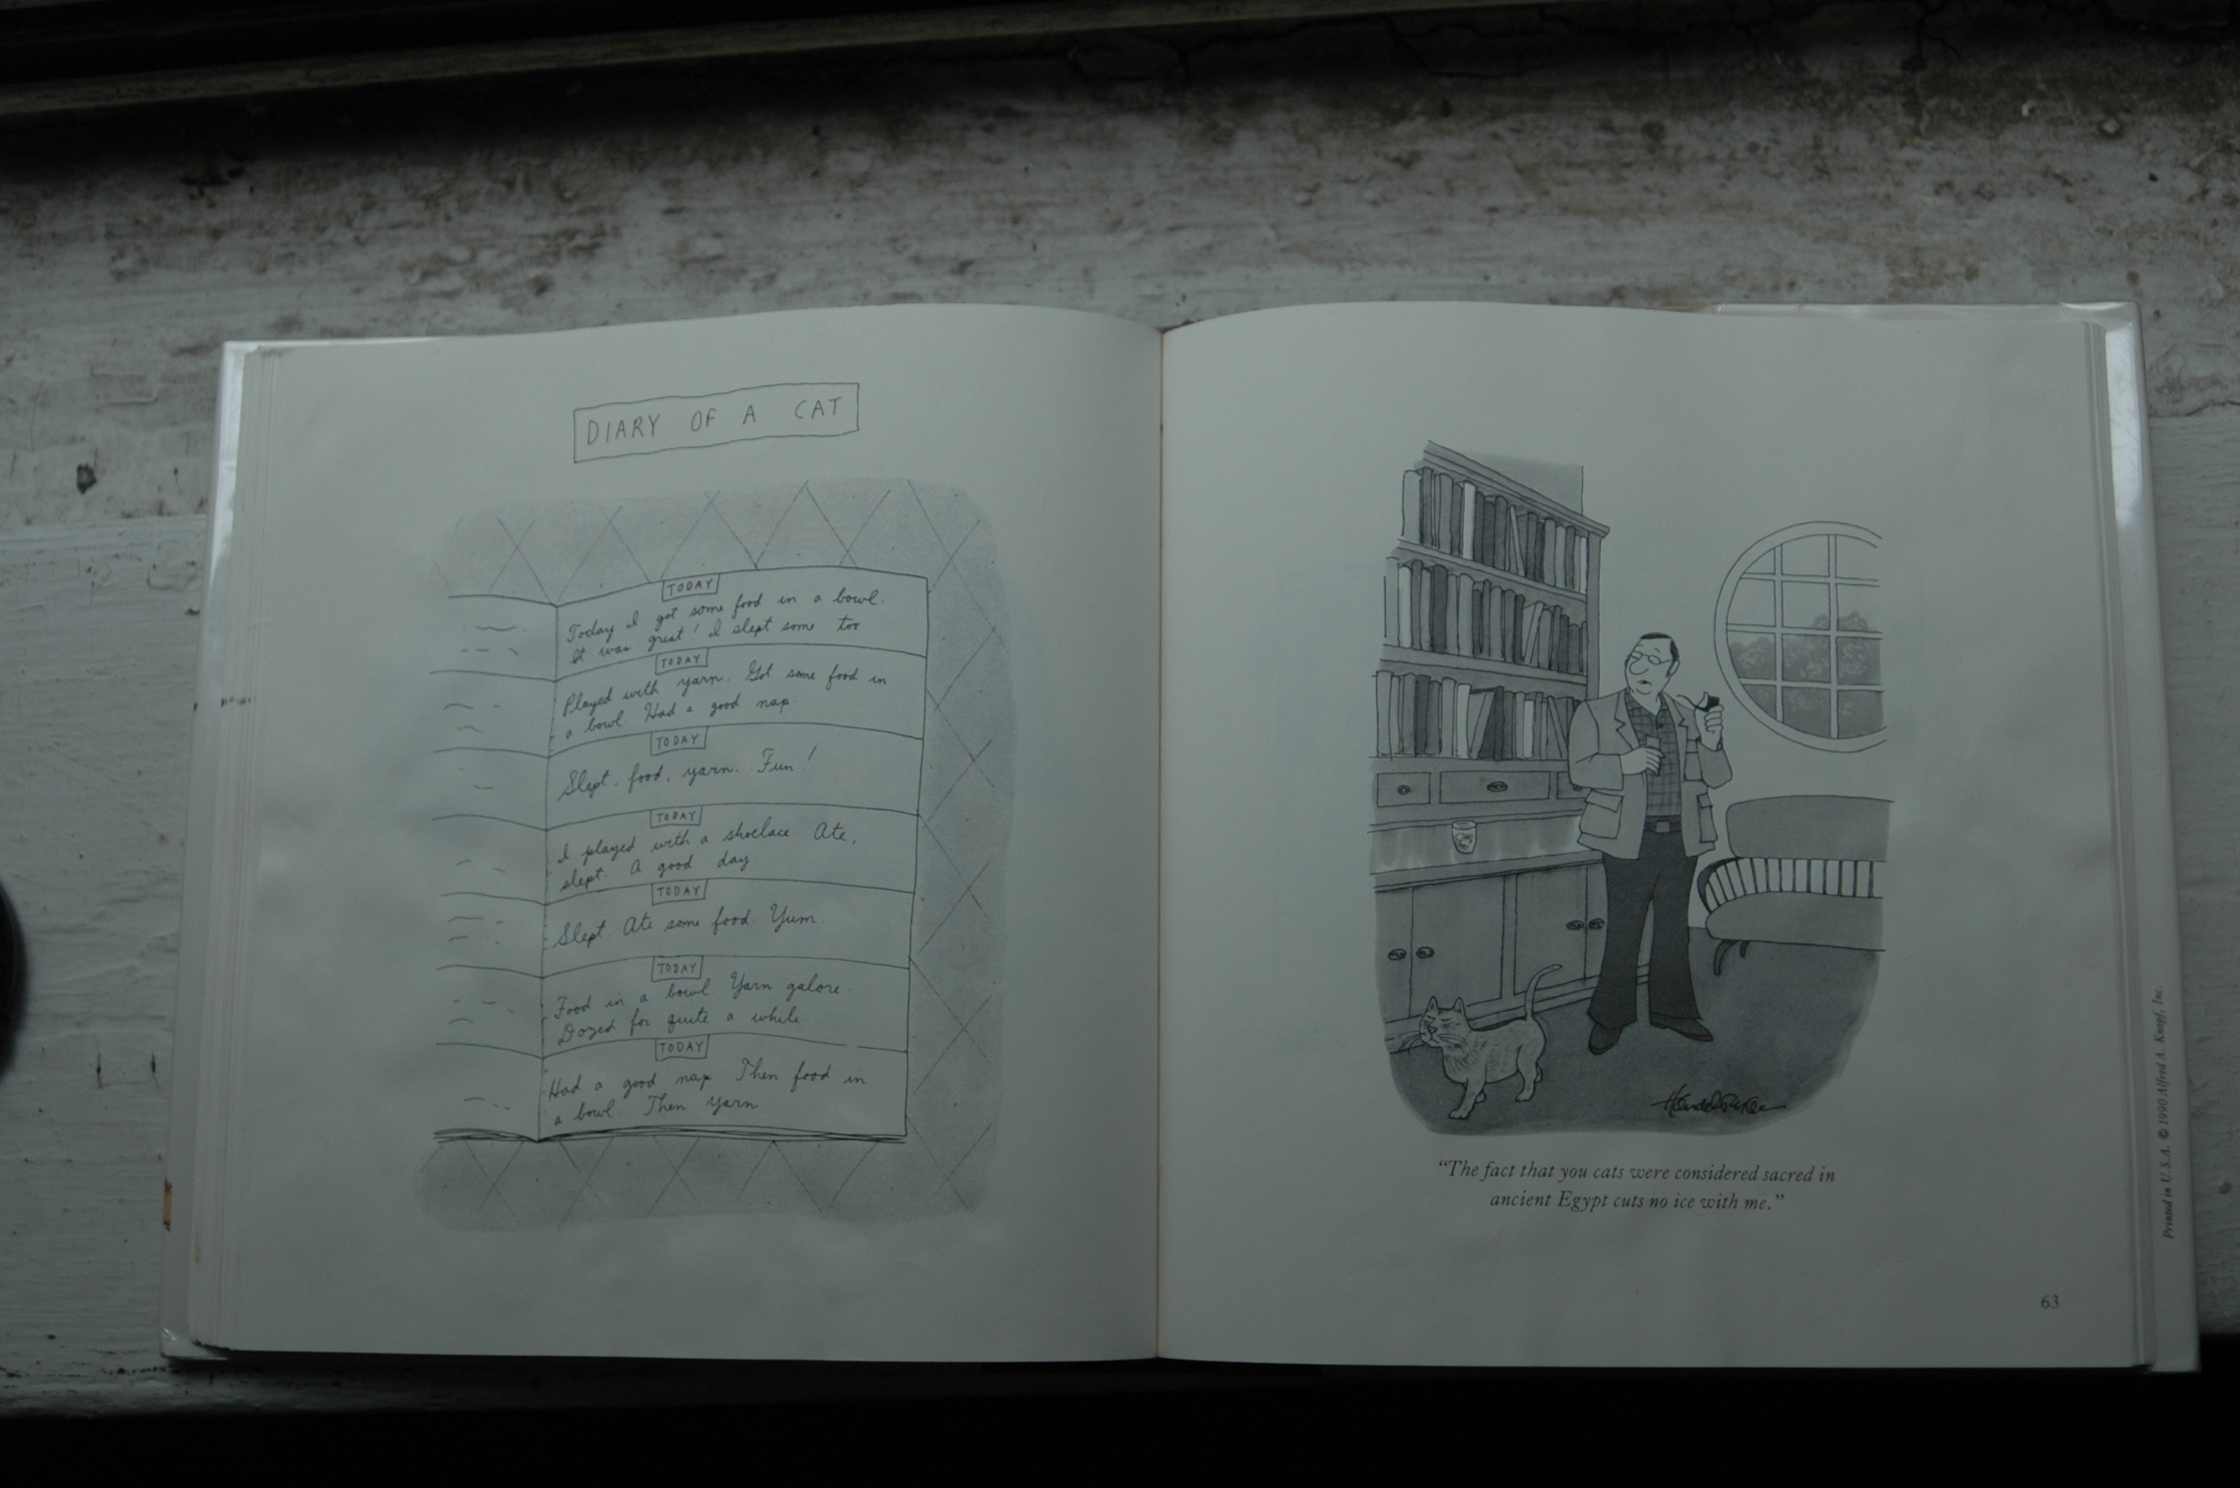 DIARY OF A CAT
TODAY
Today I got some food in a bowl.
It was great! I slept some too.
TODAY
Played with yarn. Got some food in
a bowl. Had a good nap.
TODAY
Slept, food, yarn. Fun!
TODAY
I played with a shoelace. Ate,
slept. A good day.
TODAY
Slept. Ate some food. Yum.
TODAY
Food in a bowl. Yarn galore.
Dozed for quite a while.
TODAY
Had a good nap. Then food in
a bowl. Then yarn.
“The fact that you cats were considered sacred in
ancient Egypt cuts no ice with me.”
63
Printed in U.S.A. © 1990 Alfred A. Knopf, Inc.